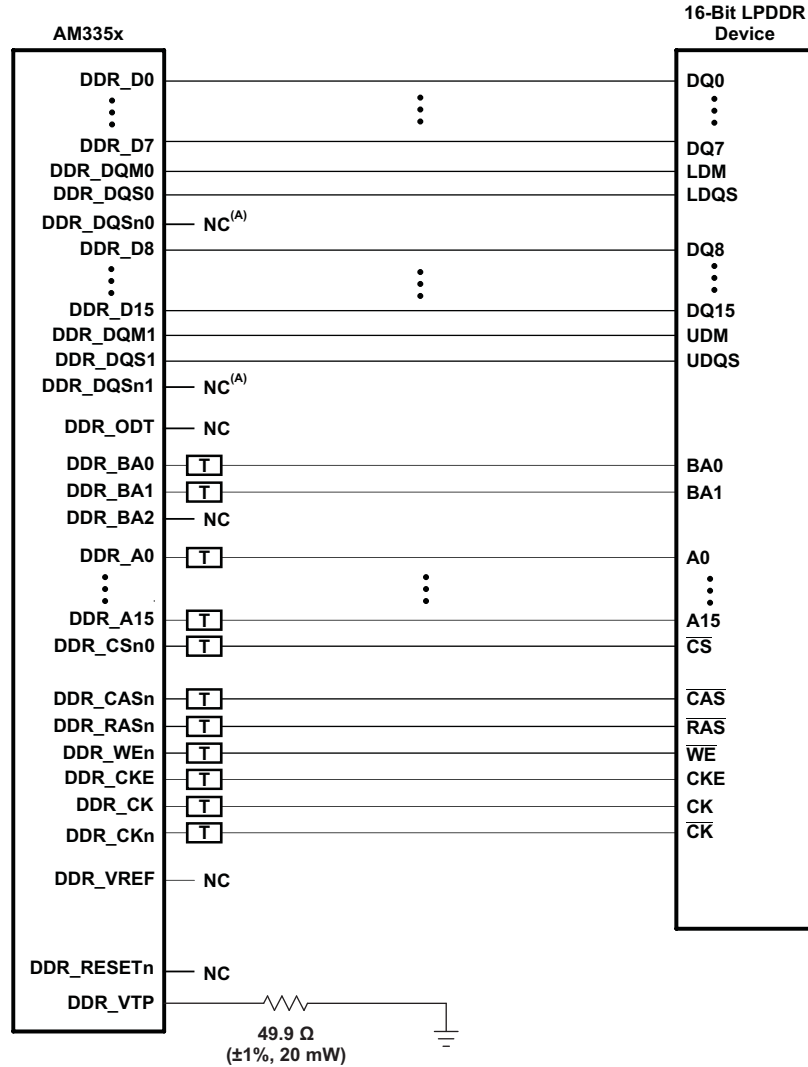 16-Bit LPDDR
AM335x Device
DDR_D0 DQ0
DDR_D7 DQ7
DDR_DQM0 LDM
DDR_DQS0 LDQS
DDR_DQSn0 NC(A)
DDR_D8 DQ8
DDR_D15 DQ15
DDR_DQM1 UDM
DDR_DQS1 UDQS
DDR_DQSn1 NC(A)
DDR_ODT NC
DDR_BA0 T BA0
DDR_BA1 T BA1
DDR_BA2 NC
DDR_A0 T A0
DDR_A15 T A15
DDR_CSn0 T CS
DDR_CASn T CAS
DDR_RASn T RAS
DDR_WEn T WE
DDR_CKE T CKE
DDR_CK T CK
DDR_CKn T CK
DDR_VREF NC
DDR_RESETn NC
DDR_VTP
49.9 Ω
(±1%, 20 mW)